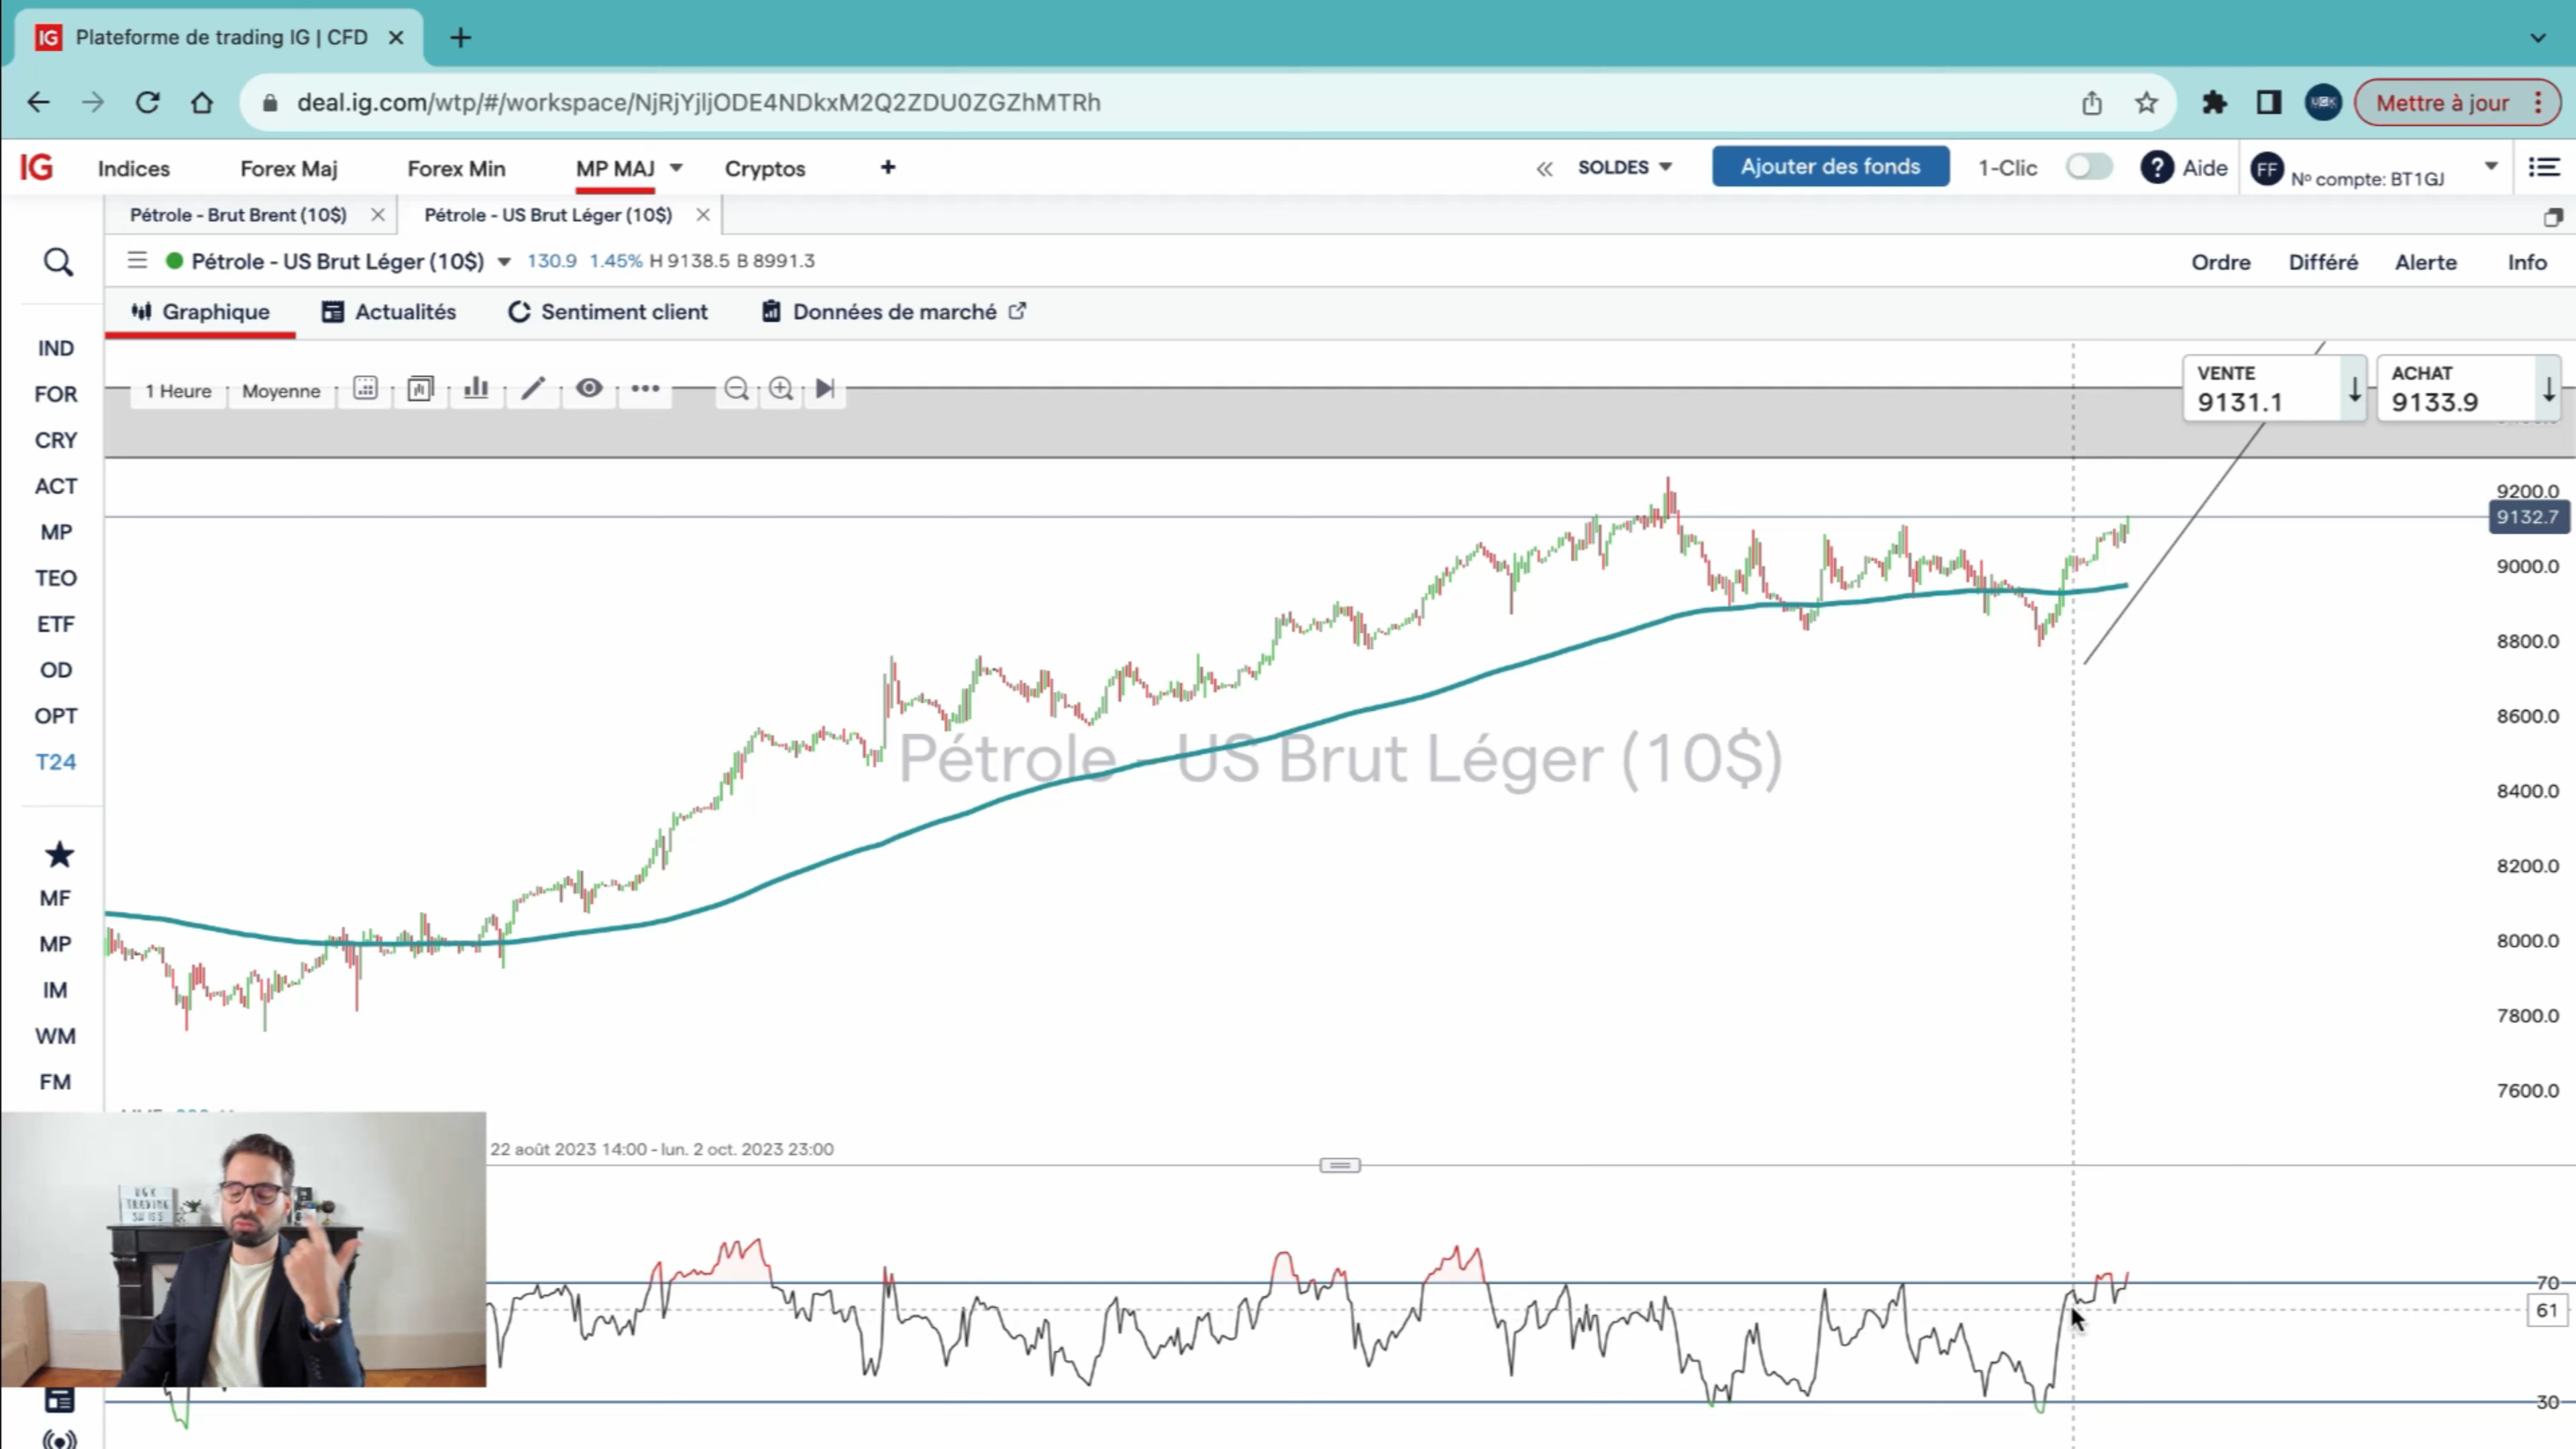 IG Plateforme de trading IG | CFD
deal.ig.com/wtp/#/workspace/NjRjYjljODE4NDkxM2Q2ZDU0ZGZhMTRh
Mettre à jour
IG Indices Forex Maj Forex Min MP MAJ Cryptos + SOLDES Ajouter des fonds 1-Clic ? Aide FF Nº compte: BT1GJ
Pétrole - Brut Brent (10$) Pétrole - US Brut Léger (10$)
Pétrole - US Brut Léger (10$) 130.9 1.45% H 9138.5 B 8991.3 Ordre Différé Alerte Info
Graphique Actualités Sentiment client Données de marché
1 Heure Moyenne
VENTE
9131.1
ACHAT
9133.9
IND
FOR
CRY
ACT
MP
TEO
ETF
OD
OPT
T24
MF
MP
IM
WM
FM
9200.0
9132.7
9000.0
8800.0
8600.0
8400.0
8200.0
8000.0
7800.0
7600.0
Pétrole - US Brut Léger (10$)
22 août 2023 14:00 - lun. 2 oct. 2023 23:00
UGK
TRADING
SWISS
70
61
30